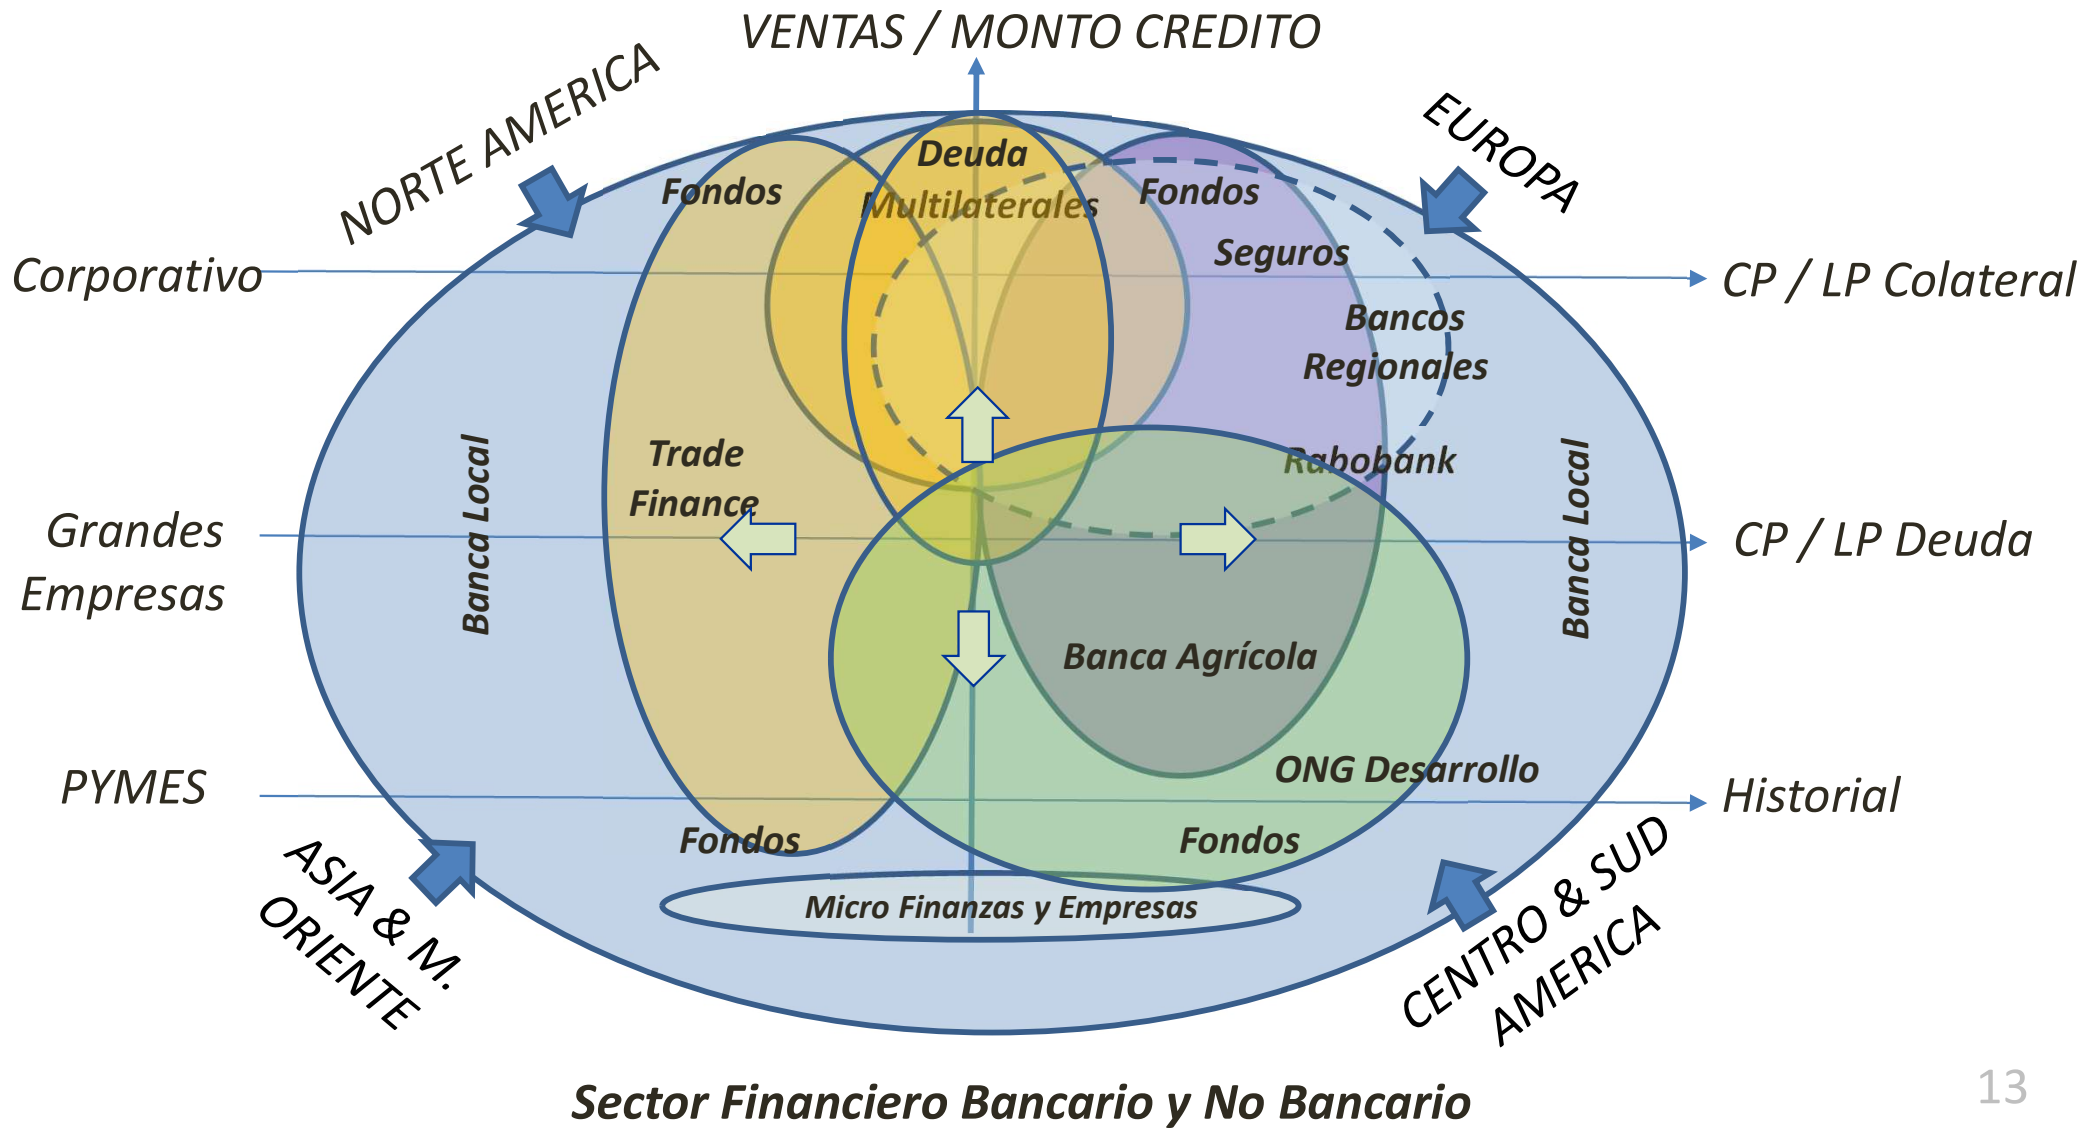 VENTAS / MONTO CREDITO
NORTE AMERICA
EUROPA
Deuda
Multilaterales
Fondos
Fondos
Seguros
Corporativo
CP / LP Colateral
Bancos
Regionales
Trade
Finance
Rabobank
Banca Local
Banca Local
Grandes
Empresas
CP / LP Deuda
Banca Agrícola
ONG Desarrollo
PYMES
Historial
Fondos
Fondos
Micro Finanzas y Empresas
ASIA & M.
ORIENTE
CENTRO & SUD
AMERICA
Sector Financiero Bancario y No Bancario
13